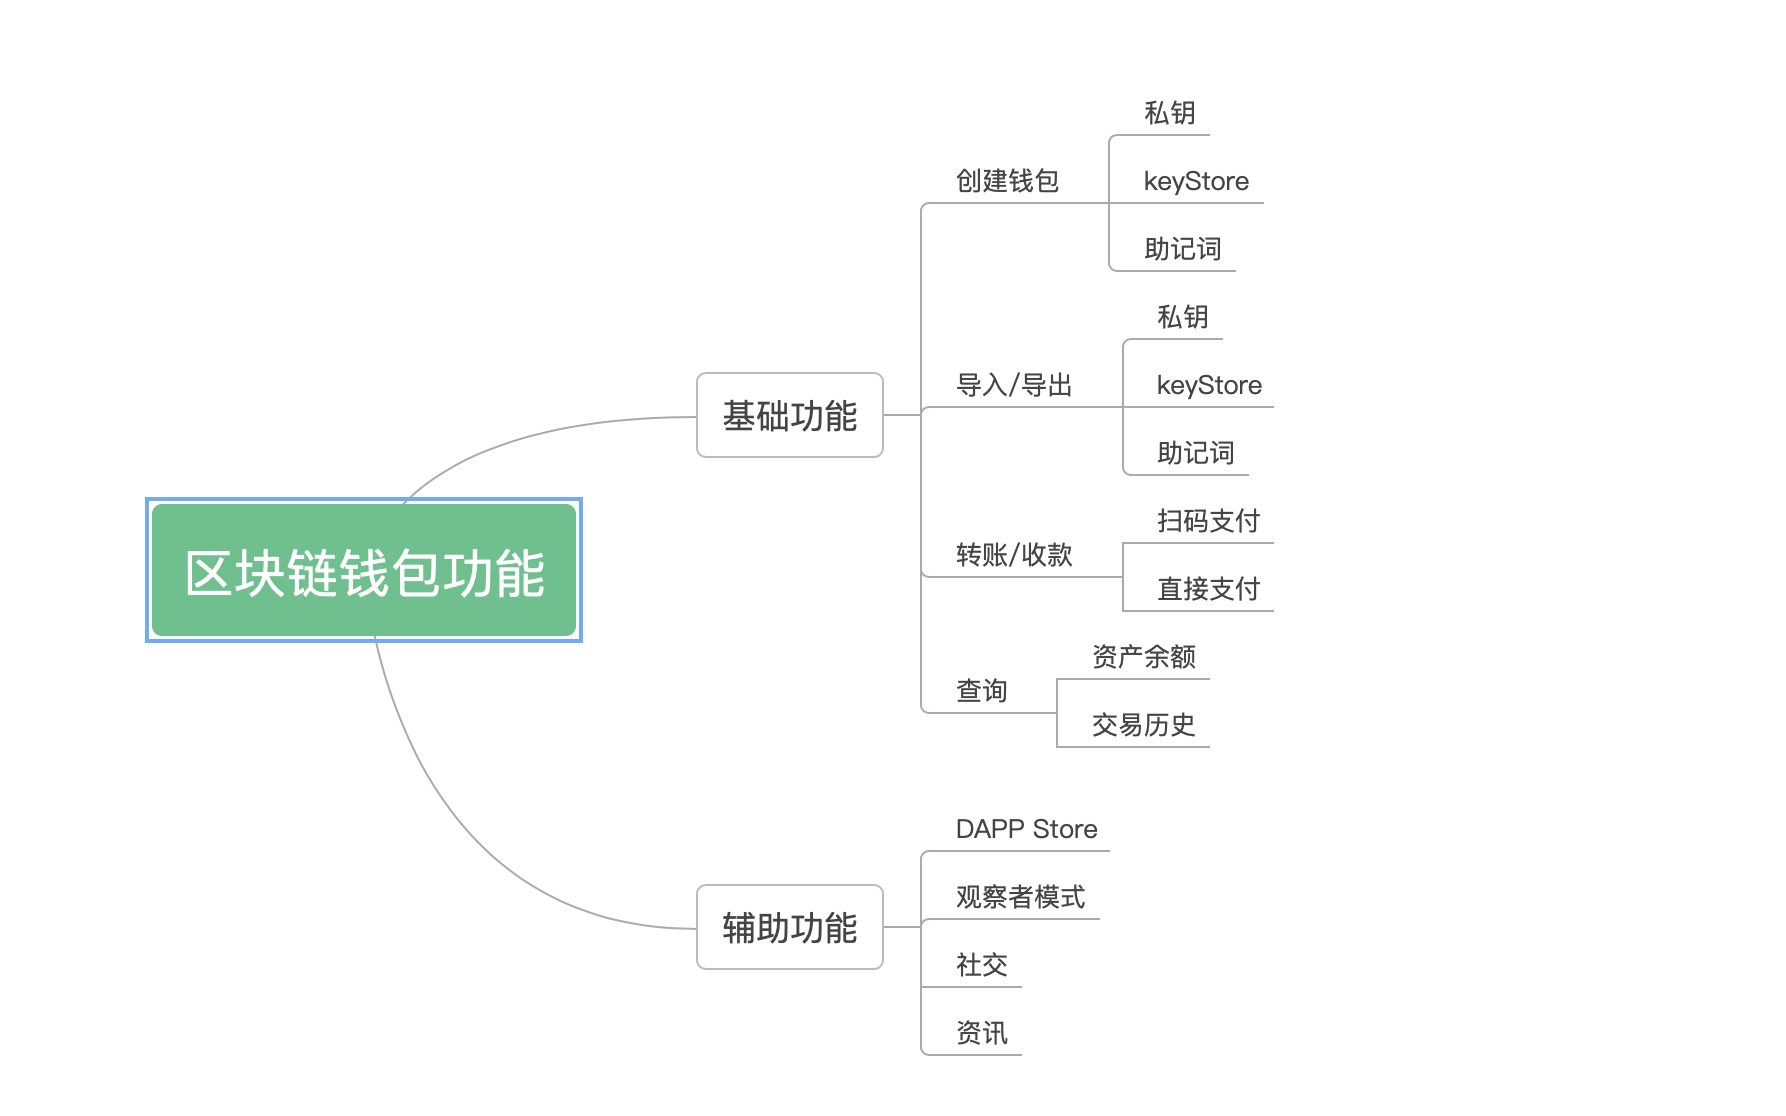 区块链钱包功能
基础功能
创建钱包
私钥
keyStore
助记词
导入/导出
私钥
keyStore
助记词
转账/收款
扫码支付
直接支付
查询
资产余额
交易历史
辅助功能
DAPP Store
观察者模式
社交
资讯